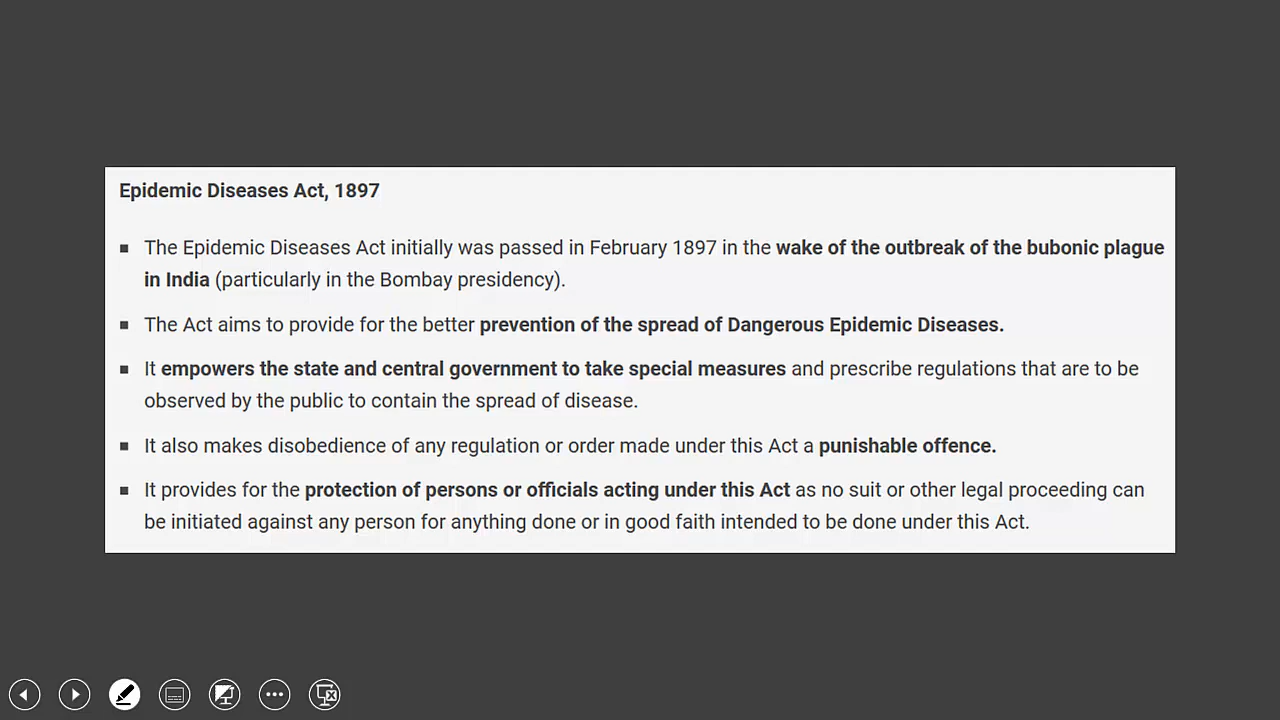 Epidemic Diseases Act, 1897
▪ The Epidemic Diseases Act initially was passed in February 1897 in the wake of the outbreak of the bubonic plague
in India (particularly in the Bombay presidency).
▪ The Act aims to provide for the better prevention of the spread of Dangerous Epidemic Diseases.
▪ It empowers the state and central government to take special measures and prescribe regulations that are to be
observed by the public to contain the spread of disease.
▪ It also makes disobedience of any regulation or order made under this Act a punishable offence.
▪ It provides for the protection of persons or officials acting under this Act as no suit or other legal proceeding can
be initiated against any person for anything done or in good faith intended to be done under this Act.